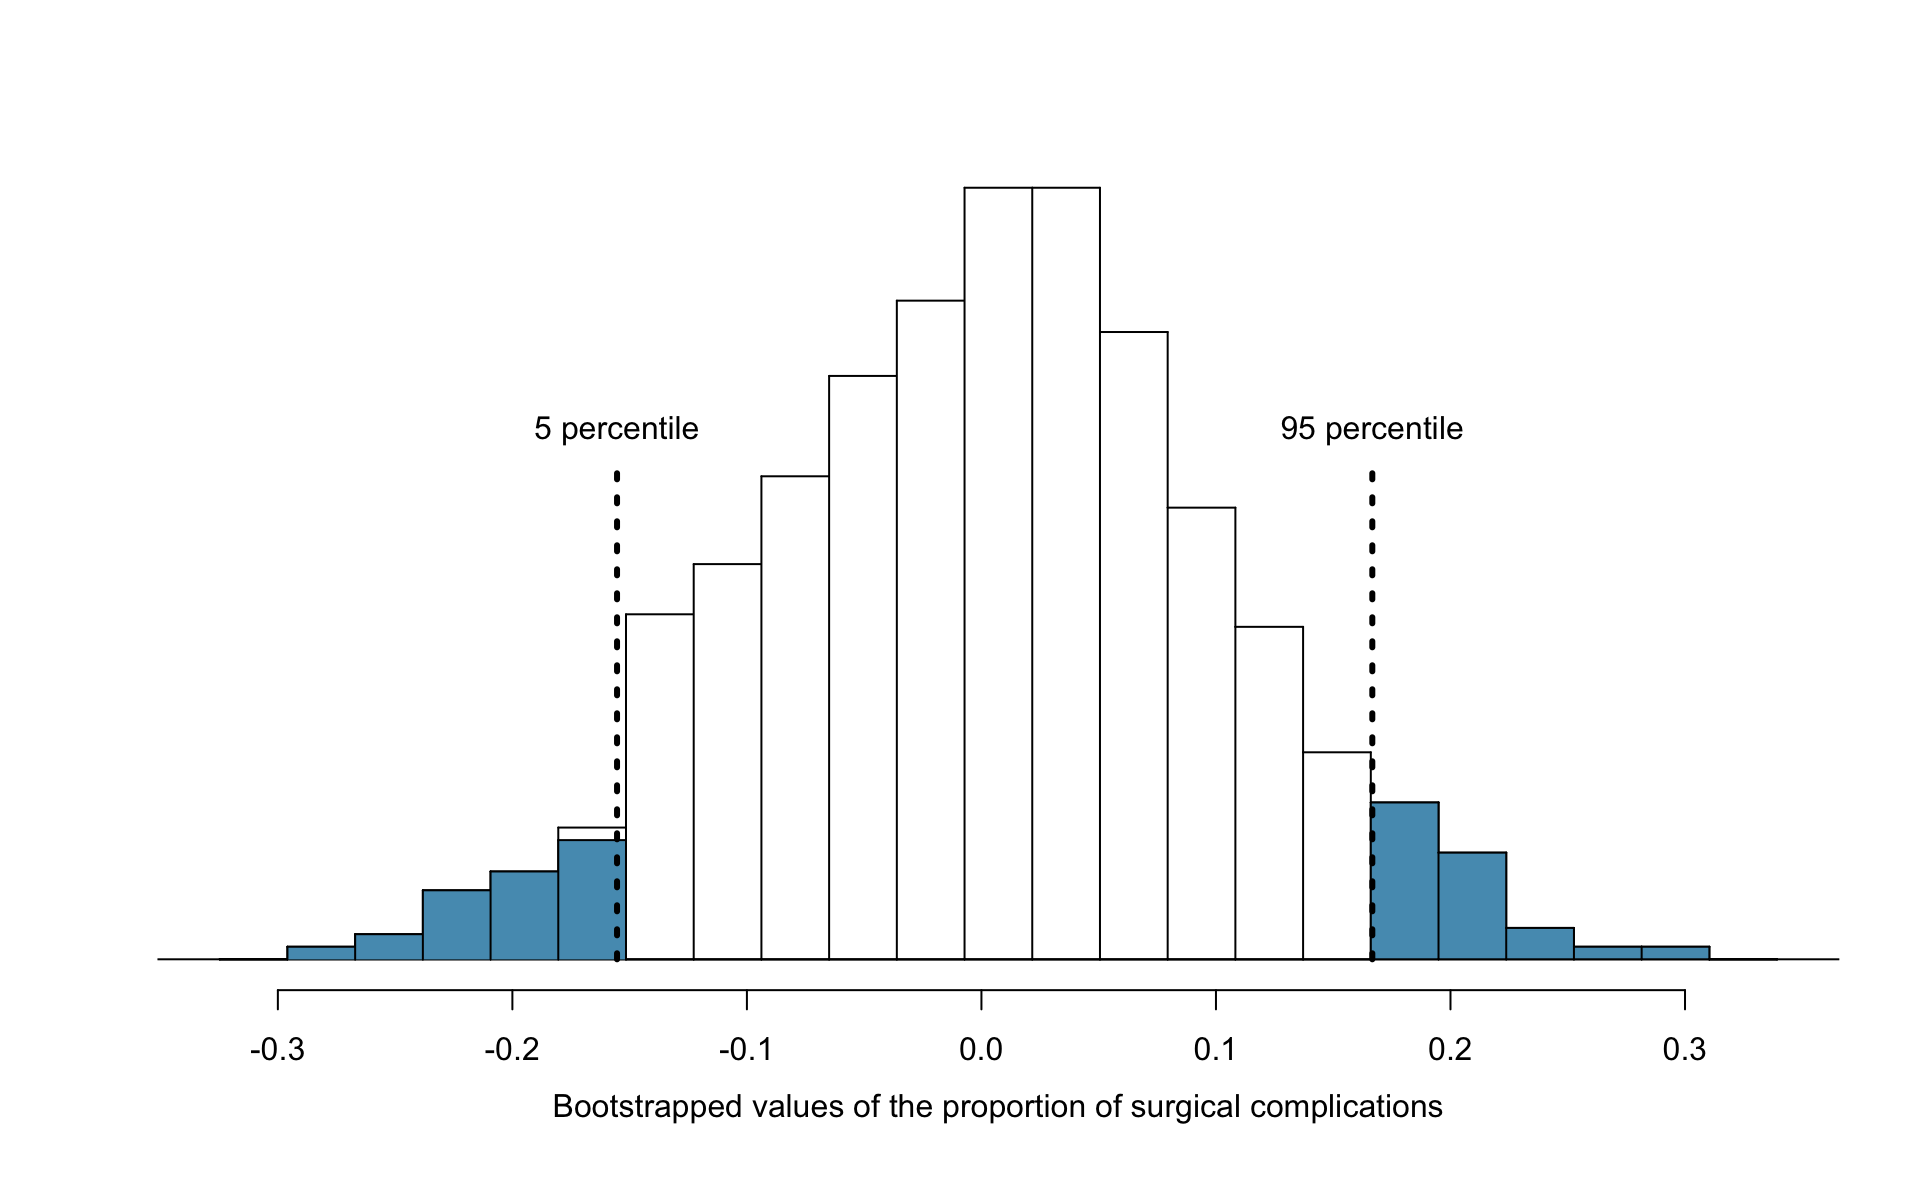 5 percentile
95 percentile
-0.3
-0.2
-0.1
0.0
0.1
0.2
0.3
Bootstrapped values of the proportion of surgical complications